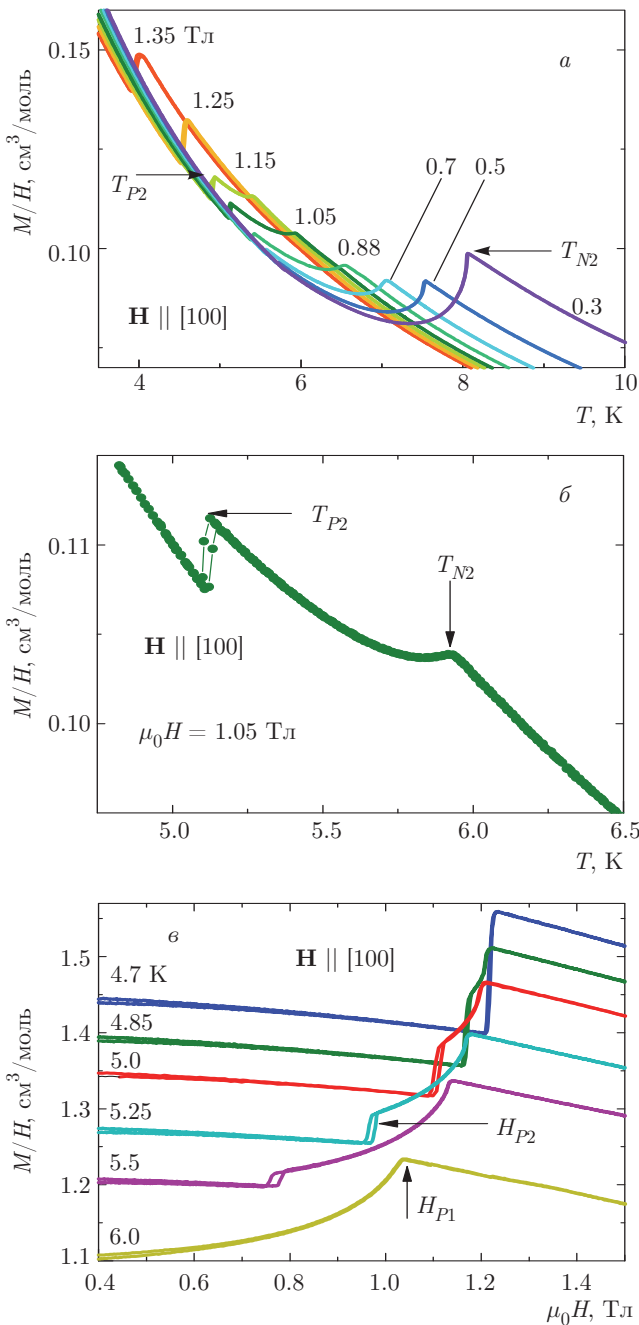 а
0.15
1.35 Тл
1.25
M/H, см³/моль
T_P2
1.15
0.7
0.5
1.05
0.10
T_N2
0.88
H || [100]
0.3
4
6
8
10
T, K
б
T_P2
0.11
T_N2
M/H, см³/моль
H || [100]
0.10
μ₀H = 1.05 Тл
5.0
5.5
6.0
6.5
T, K
в
H || [100]
1.5
4.7 K
M/H, см³/моль
1.4
4.85
5.0
1.3
5.25
H_P2
5.5
1.2
H_P1
6.0
1.1
0.4
0.6
0.8
1.0
1.2
1.4
μ₀H, Тл